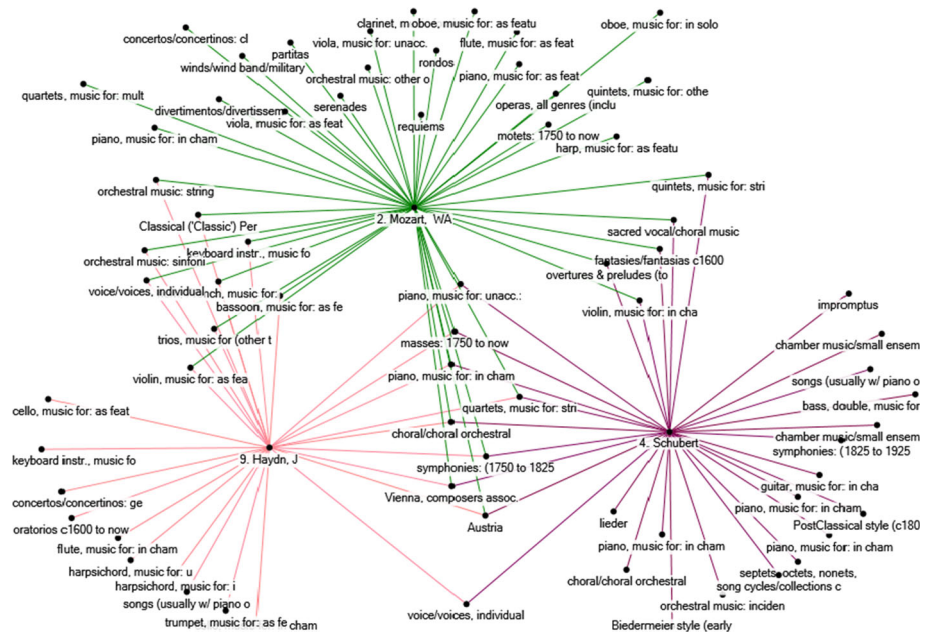 clarinet, m oboe, music for: as featu
oboe, music for: in solo
concertos/concertinos: cl
viola, music for: unacc.
flute, music for: as feat
partitas
rondos
winds/wind band/military
orchestral music: other o
piano, music for: as feat
quartets, music for: mult
quintets, music for: othe
divertimentos/divertissem
serenades
operas, all genres (inclu
viola, music for: as feat
requiems
piano, music for: in cham
motets: 1750 to now
harp, music for: as featu
orchestral music: string
quintets, music for: stri
Classical ('Classic') Per
2. Mozart, WA
sacred vocal/choral music
keyboard instr., music fo
orchestral music: sinfoni
fantasies/fantasias c1600
overtures & preludes (to
voice/voices, individual
nch, music for:
piano, music for: unacc.:
bassoon, music for: as fe
violin, music for: in cha
impromptus
trios, music for (other t
masses: 1750 to now
chamber music/small ensem
violin, music for: as fea
piano, music for: in cham
songs (usually w/ piano o
cello, music for: as feat
quartets, music for: stri
bass, double, music for
choral/choral orchestral
4. Schubert
chamber music/small ensem
symphonies: (1825 to 1925
keyboard instr., music fo
9. Haydn, J
symphonies: (1750 to 1825
guitar, music for: in cha
concertos/concertinos: ge
Vienna, composers assoc.
piano, music for: in cham
oratorios c1600 to now
Austria
lieder
PostClassical style (c180
flute, music for: in cham
piano, music for: in cham
piano, music for: in cham
harpsichord, music for: u
harpsichord, music for: i
choral/choral orchestral
septets, octets, nonets,
song cycles/collections c
songs (usually w/ piano o
orchestral music: inciden
trumpet, music for: as fe cham
voice/voices, individual
Biedermeier style (early